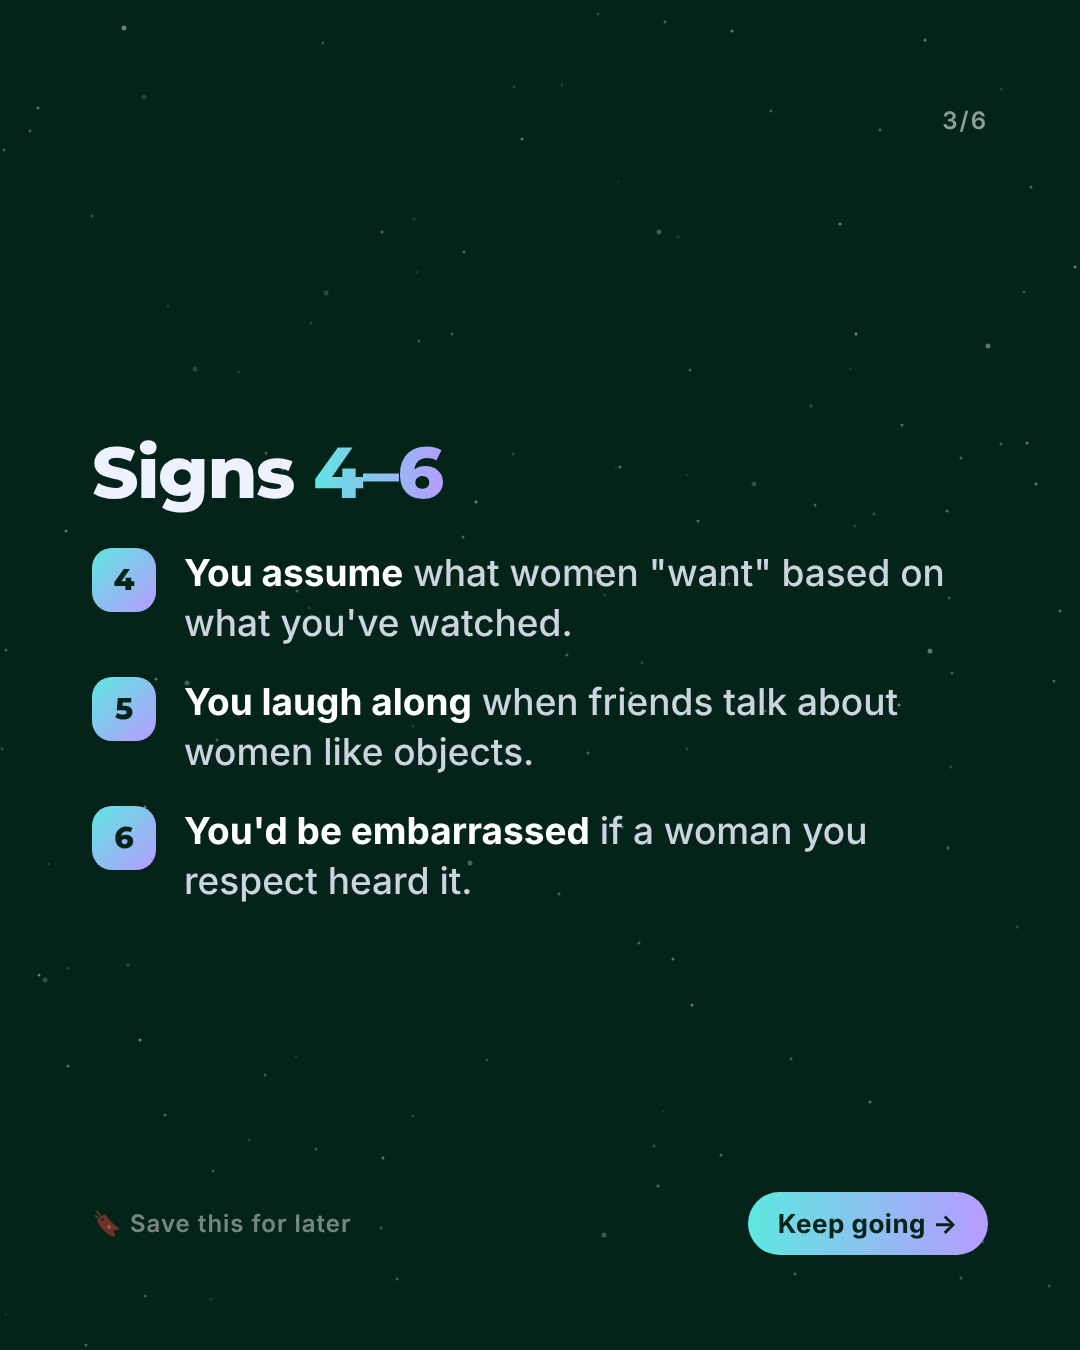 3/6
Signs 4–6
4
You assume what women "want" based on
what you've watched.
5
You laugh along when friends talk about
women like objects.
6
You'd be embarrassed if a woman you
respect heard it.
🔖 Save this for later
Keep going →